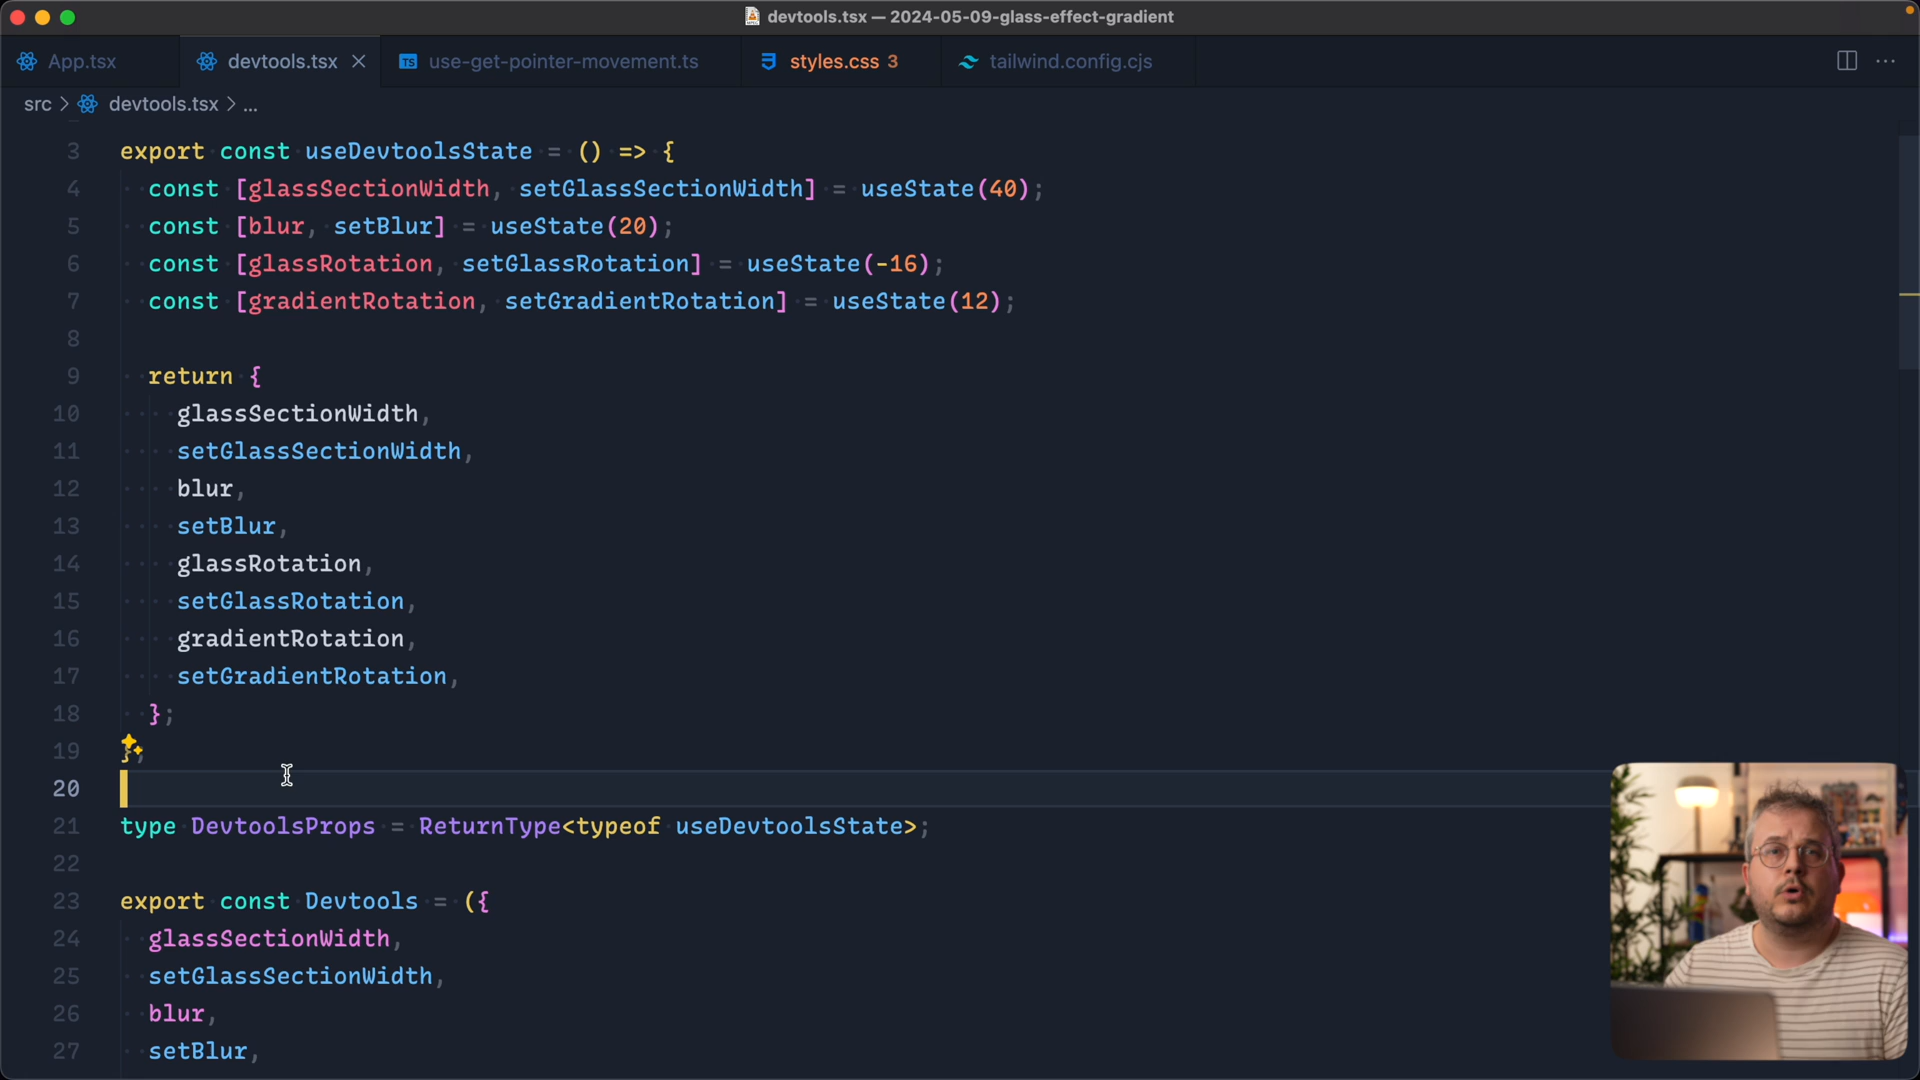 devtools.tsx — 2024-05-09-glass-effect-gradient
App.tsx devtools.tsx use-get-pointer-movement.ts styles.css 3 tailwind.config.cjs
src > devtools.tsx > ...
3 export const useDevtoolsState = () => {
4 const [glassSectionWidth, setGlassSectionWidth] = useState(40);
5 const [blur, setBlur] = useState(20);
6 const [glassRotation, setGlassRotation] = useState(-16);
7 const [gradientRotation, setGradientRotation] = useState(12);
8
9 return {
10 glassSectionWidth,
11 setGlassSectionWidth,
12 blur,
13 setBlur,
14 glassRotation,
15 setGlassRotation,
16 gradientRotation,
17 setGradientRotation,
18 };
19 };
20
21 type DevtoolsProps = ReturnType<typeof useDevtoolsState>;
22
23 export const Devtools = ({
24 glassSectionWidth,
25 setGlassSectionWidth,
26 blur,
27 setBlur,